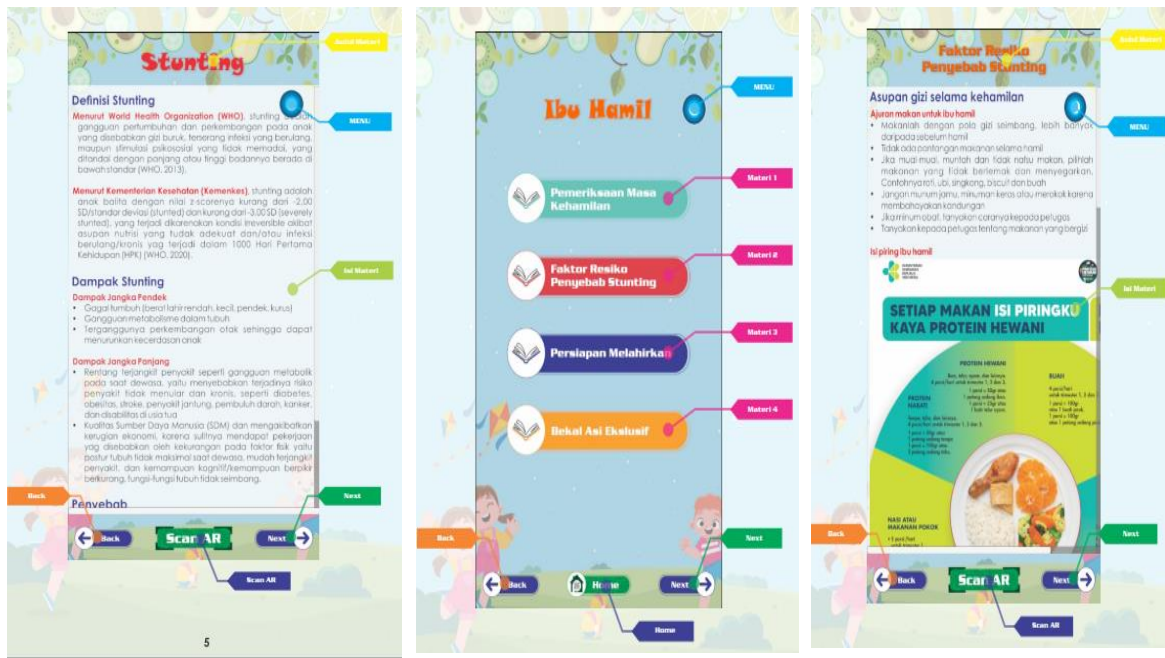 Judul Materi
Stunting
Definisi Stunting
MENU
Menurut World Health Organization (WHO), stunting adalah
gangguan pertumbuhan dan perkembangan pada anak
yang disebabkan gizi buruk, terserang infeksi yang berulang,
maupun stimulasi psikososial yang tidak memadai, yang
ditandai dengan panjang atau tinggi badannya berada di
bawah standar (WHO, 2013).
Menurut Kementerian Kesehatan (Kemenkes), stunting adalah
anak balita dengan nilai z-scorenya kurang dari -2.00
SD/standar deviasi (stunted) dan kurang dari -3.00 SD (severely
stunted), yang terjadi dikarenakan kondisi irreversible akibat
asupan nutrisi yang tudak adekuat dan/atau infeksi
berulang/kronis yag terjadi dalam 1000 Hari Pertama
Kehidupan (HPK) (WHO, 2020).
Isi Materi
Dampak Stunting
Dampak Jangka Pendek
• Gagal tumbuh (berat lahir rendah, kecil, pendek, kurus)
• Gangguan metabolisme dalam tubuh
• Terganggunya perkembangan otak sehingga dapat
menurunkan kecerdasan anak
Dampak Jangka Panjang
• Rentang terjangkit penyakit seperti gangguan metabolik
pada saat dewasa, yaitu menyebabkan terjadinya risiko
penyakit tidak menular dan kronis, seperti diabetes,
obesitas, stroke, penyakit jantung, pembuluh darah, kanker,
dan disabilitas di usia tua
• Kualitas Sumber Daya Manusia (SDM) dan mengakibatkan
kerugian ekonomi, karena sulitnya mendapat pekerjaan
yag disebabkan oleh kekurangan pada faktor fisik yaitu
postur tubuh tidak maksimal saat dewasa, mudah terjangkit
penyakit, dan kemampuan kognitif/kemampuan berpikir
berkurang, fungsi-fungsi tubuh tidak seimbang.
Back
Next
Penyebab
Back
Scan AR
Next
Scan AR
5
Ibu Hamil
MENU
Pemeriksaan Masa
Kehamilan
Materi 1
Faktor Resiko
Penyebab Stunting
Materi 2
Persiapan Melahirkan
Materi 3
Bekal Asi Ekslusif
Materi 4
Back
Next
Back
Home
Next
Home
Judul Materi
Faktor Resiko
Penyebab Stunting
Asupan gizi selama kehamilan
MENU
Ajuran makan untuk ibu hamil
• Makanlah dengan pola gizi seimbang, lebih banyak
daripada sebelum hamil
• Tidak ada pantangan makanan selama hamil
• Jika mual-mual, muntah dan tidak nafsu makan, pilihlah
makanan yang tidak berlemak dan menyegarkan.
Contohnya roti, ubi, singkong, biscuit dan buah
• Jangan munum jamu, minuman keras atau merokok karena
membahayakan kandungan
• Jika minum obat, tanyakan caranya kepada petugas
• Tanyakan kepada petugas tentang makanan yang bergizi
Isi piring ibu hamil
Isi Materi
SETIAP MAKAN ISI PIRINGKU
KAYA PROTEIN HEWANI
PROTEIN HEWANI
BUAH
PROTEIN
NABATI
NASI ATAU
MAKANAN POKOK
Back
Next
Back
Scan AR
Next
Scan AR